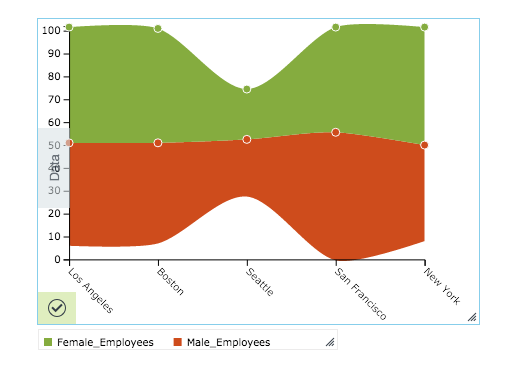 100
90
80
70
60
50
40
30
20
10
0
Data
Los Angeles
Boston
Seattle
San Francisco
New York
Female_Employees
Male_Employees